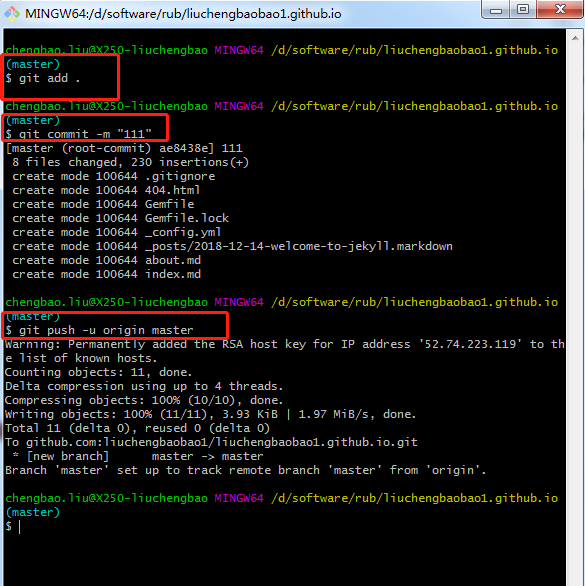 MINGW64:/d/software/rub/liuchengbaobao1.github.io
chengbao.liu@X250-liuchengbao MINGW64 /d/software/rub/liuchengbaobao1.github.io
(master)
$ git add .
chengbao.liu@X250-liuchengbao MINGW64 /d/software/rub/liuchengbaobao1.github.io
(master)
$ git commit -m "111"
[master (root-commit) ae8438e] 111
 8 files changed, 230 insertions(+)
 create mode 100644 .gitignore
 create mode 100644 404.html
 create mode 100644 Gemfile
 create mode 100644 Gemfile.lock
 create mode 100644 _config.yml
 create mode 100644 _posts/2018-12-14-welcome-to-jekyll.markdown
 create mode 100644 about.md
 create mode 100644 index.md
chengbao.liu@X250-liuchengbao MINGW64 /d/software/rub/liuchengbaobao1.github.io
(master)
$ git push -u origin master
Warning: Permanently added the RSA host key for IP address '52.74.223.119' to th
e list of known hosts.
Counting objects: 11, done.
Delta compression using up to 4 threads.
Compressing objects: 100% (10/10), done.
Writing objects: 100% (11/11), 3.93 KiB | 1.97 MiB/s, done.
Total 11 (delta 0), reused 0 (delta 0)
To github.com:liuchengbaobao1/liuchengbaobao1.github.io.git
 * [new branch]      master -> master
Branch 'master' set up to track remote branch 'master' from 'origin'.
chengbao.liu@X250-liuchengbao MINGW64 /d/software/rub/liuchengbaobao1.github.io
(master)
$